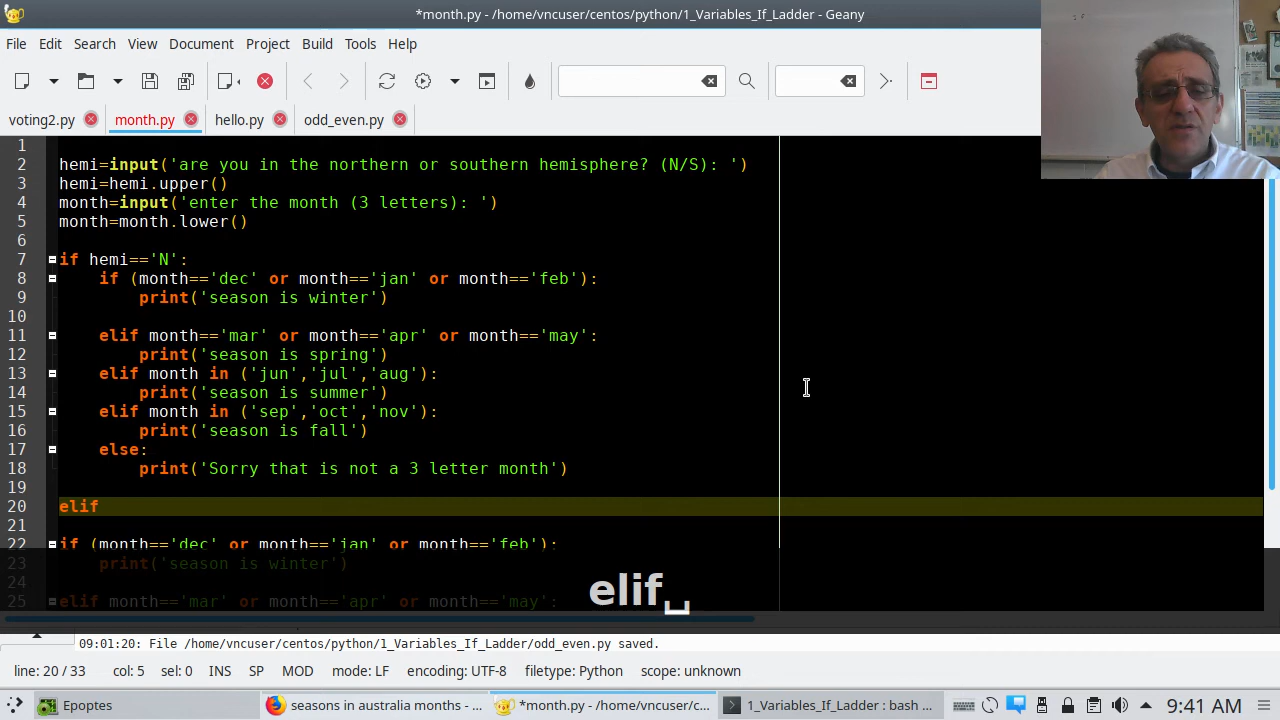 *month.py - /home/vncuser/centos/python/1_Variables_If_Ladder - Geany
File Edit Search View Document Project Build Tools Help
voting2.py month.py hello.py odd_even.py
1
2 hemi=input('are you in the northern or southern hemisphere? (N/S): ')
3 hemi=hemi.upper()
4 month=input('enter the month (3 letters): ')
5 month=month.lower()
6
7 if hemi=='N':
8 if (month=='dec' or month=='jan' or month=='feb'):
9 print('season is winter')
10
11 elif month=='mar' or month=='apr' or month=='may':
12 print('season is spring')
13 elif month in ('jun','jul','aug'):
14 print('season is summer')
15 elif month in ('sep','oct','nov'):
16 print('season is fall')
17 else:
18 print('Sorry that is not a 3 letter month')
19
20 elif
21
22 if (month=='dec' or month=='jan' or month=='feb'):
23 print('season is winter')
24
25 elif month=='mar' or month=='apr' or month=='may':
elif␣
09:01:20: File /home/vncuser/centos/python/1_Variables_If_Ladder/odd_even.py saved.
line: 20 / 33 col: 5 sel: 0 INS SP MOD mode: LF encoding: UTF-8 filetype: Python scope: unknown
Epoptes seasons in australia months - ... *month.py - /home/vncuser/c... 1_Variables_If_Ladder : bash ... 9:41 AM